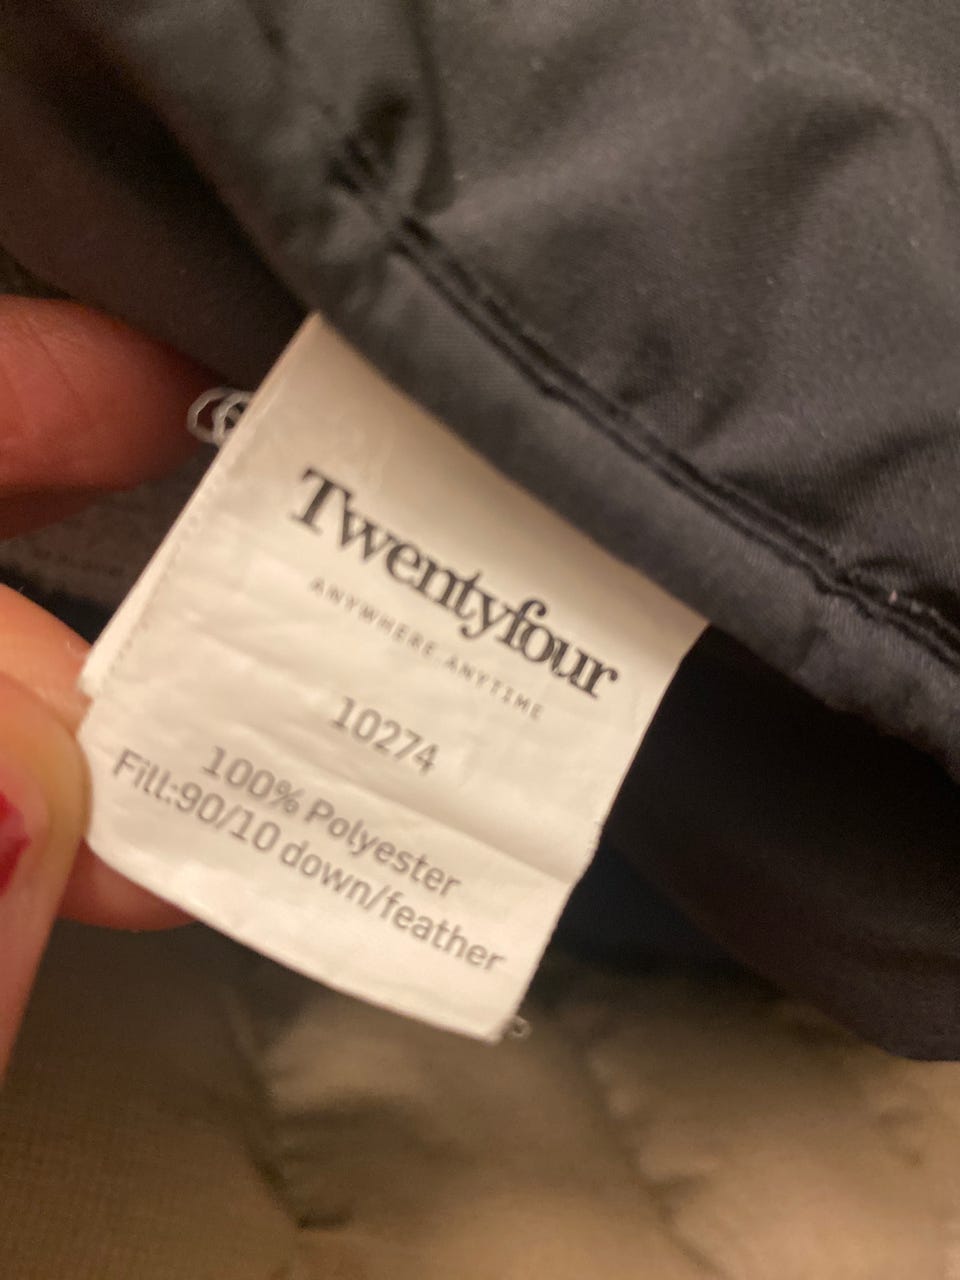 Twentyfour
ANYWHERE.ANYTIME
10274
100% Polyester
Fill:90/10 down/feather